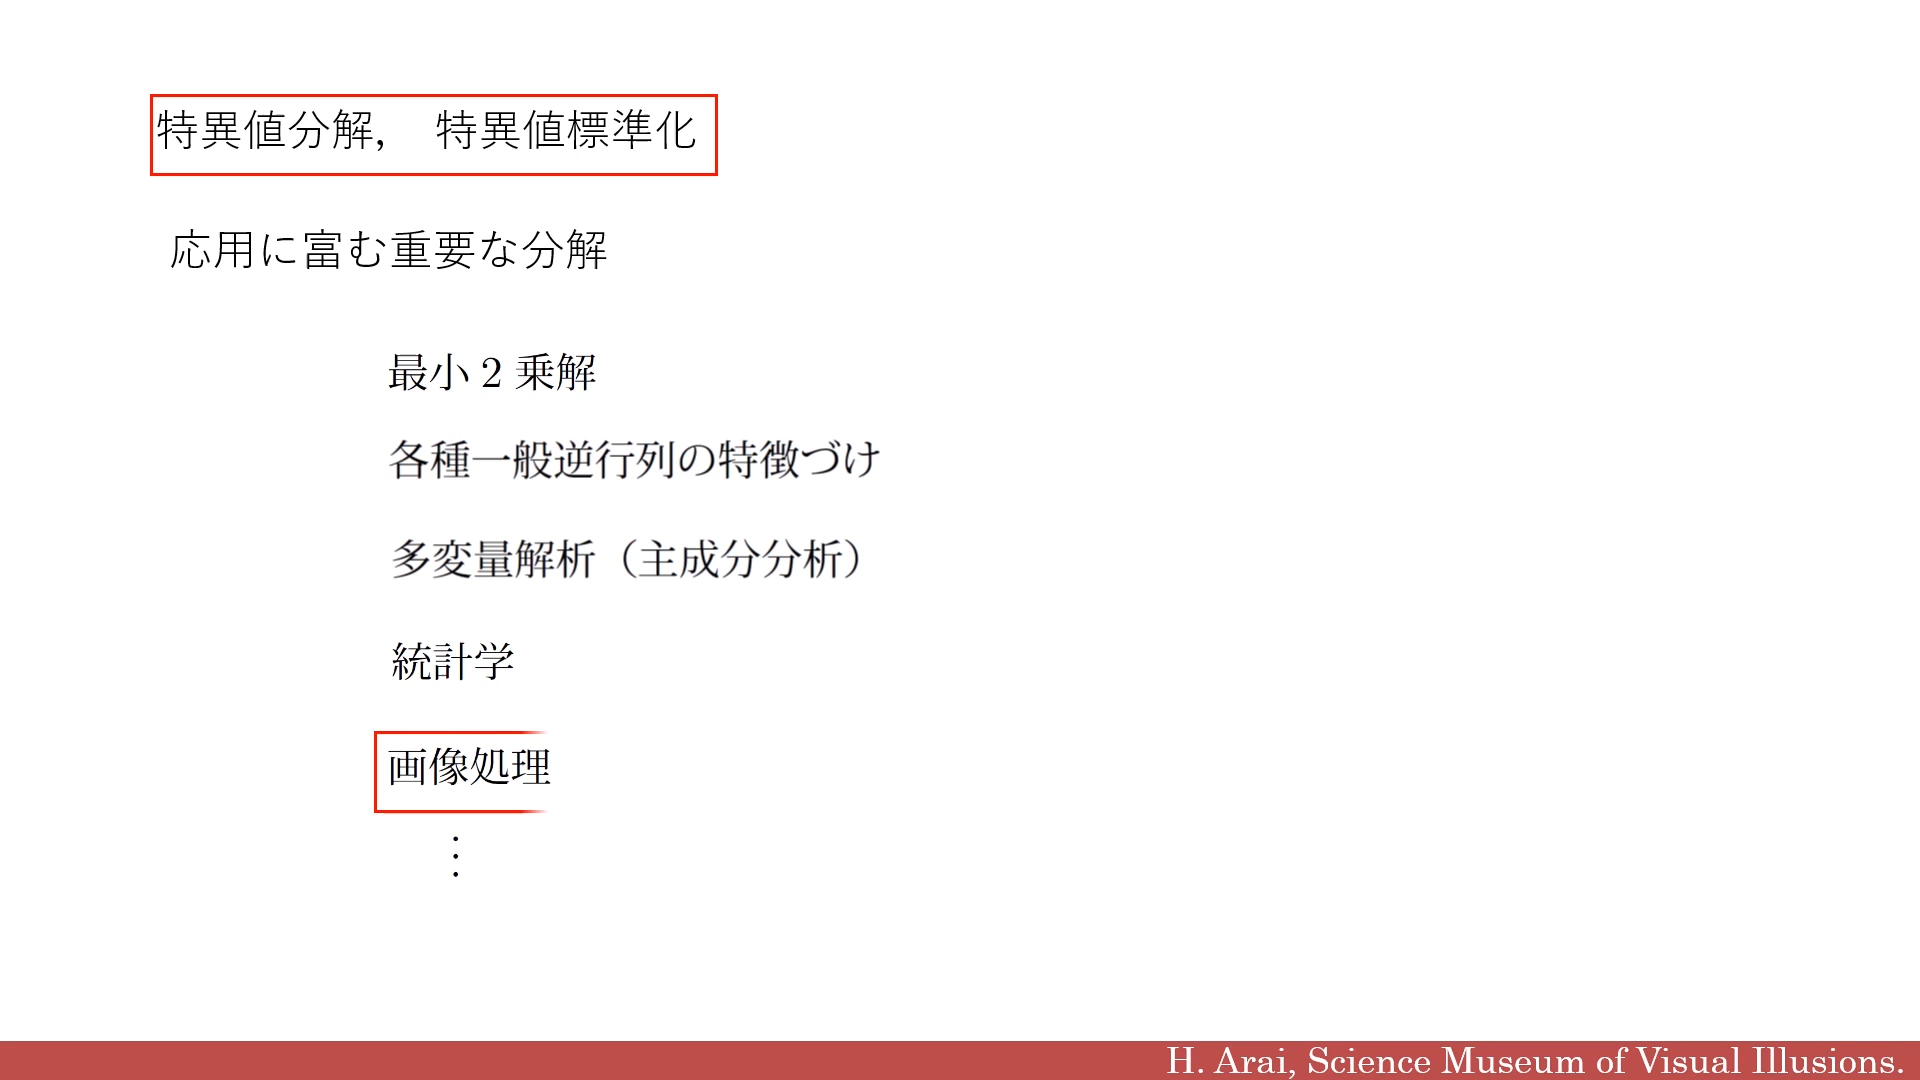 特異値分解,　特異値標準化
応用に富む重要な分解
最小 2 乗解
各種一般逆行列の特徴づけ
多変量解析（主成分分析）
統計学
画像処理
⋮
H. Arai, Science Museum of Visual Illusions.